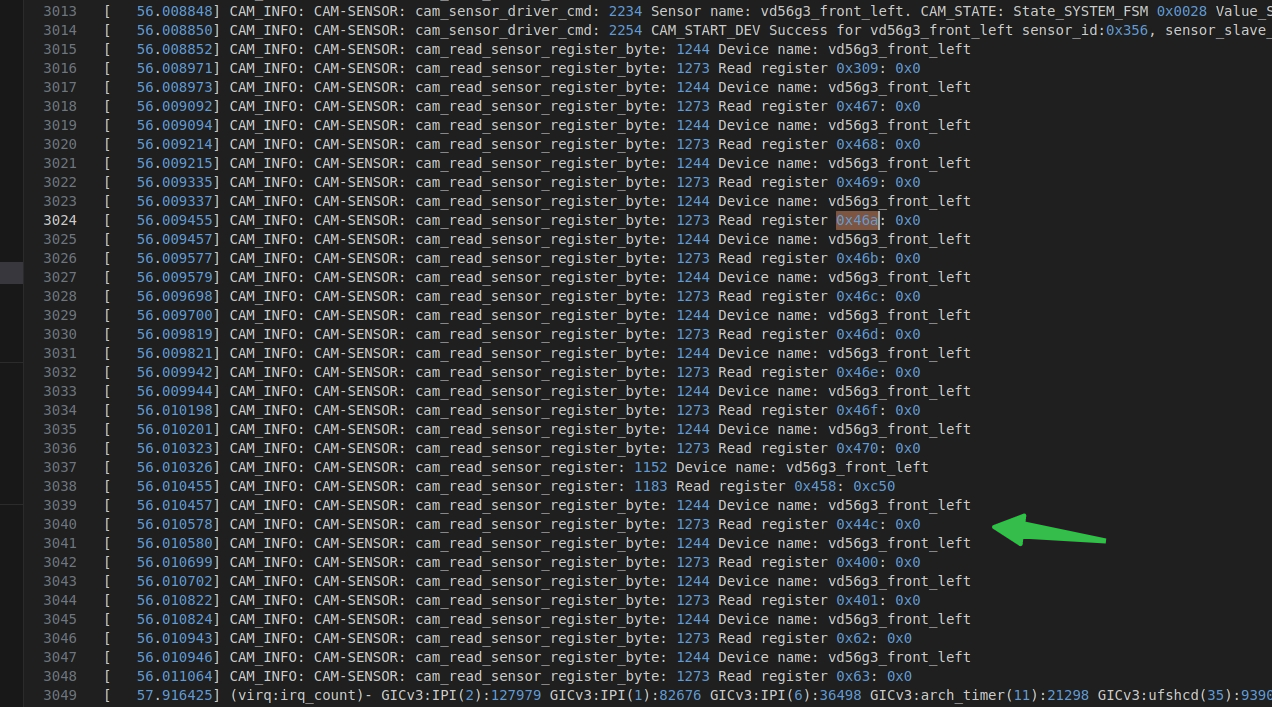 3013 [ 56.008848] CAM_INFO: CAM-SENSOR: cam_sensor_driver_cmd: 2234 Sensor name: vd56g3_front_left. CAM_STATE: State_SYSTEM_FSM 0x0028 Value_S
3014 [ 56.008850] CAM_INFO: CAM-SENSOR: cam_sensor_driver_cmd: 2254 CAM_START_DEV Success for vd56g3_front_left sensor_id:0x356, sensor_slave_
3015 [ 56.008852] CAM_INFO: CAM-SENSOR: cam_read_sensor_register_byte: 1244 Device name: vd56g3_front_left
3016 [ 56.008971] CAM_INFO: CAM-SENSOR: cam_read_sensor_register_byte: 1273 Read register 0x309: 0x0
3017 [ 56.008973] CAM_INFO: CAM-SENSOR: cam_read_sensor_register_byte: 1244 Device name: vd56g3_front_left
3018 [ 56.009092] CAM_INFO: CAM-SENSOR: cam_read_sensor_register_byte: 1273 Read register 0x467: 0x0
3019 [ 56.009094] CAM_INFO: CAM-SENSOR: cam_read_sensor_register_byte: 1244 Device name: vd56g3_front_left
3020 [ 56.009214] CAM_INFO: CAM-SENSOR: cam_read_sensor_register_byte: 1273 Read register 0x468: 0x0
3021 [ 56.009215] CAM_INFO: CAM-SENSOR: cam_read_sensor_register_byte: 1244 Device name: vd56g3_front_left
3022 [ 56.009335] CAM_INFO: CAM-SENSOR: cam_read_sensor_register_byte: 1273 Read register 0x469: 0x0
3023 [ 56.009337] CAM_INFO: CAM-SENSOR: cam_read_sensor_register_byte: 1244 Device name: vd56g3_front_left
3024 [ 56.009455] CAM_INFO: CAM-SENSOR: cam_read_sensor_register_byte: 1273 Read register 0x46a: 0x0
3025 [ 56.009457] CAM_INFO: CAM-SENSOR: cam_read_sensor_register_byte: 1244 Device name: vd56g3_front_left
3026 [ 56.009577] CAM_INFO: CAM-SENSOR: cam_read_sensor_register_byte: 1273 Read register 0x46b: 0x0
3027 [ 56.009579] CAM_INFO: CAM-SENSOR: cam_read_sensor_register_byte: 1244 Device name: vd56g3_front_left
3028 [ 56.009698] CAM_INFO: CAM-SENSOR: cam_read_sensor_register_byte: 1273 Read register 0x46c: 0x0
3029 [ 56.009700] CAM_INFO: CAM-SENSOR: cam_read_sensor_register_byte: 1244 Device name: vd56g3_front_left
3030 [ 56.009819] CAM_INFO: CAM-SENSOR: cam_read_sensor_register_byte: 1273 Read register 0x46d: 0x0
3031 [ 56.009821] CAM_INFO: CAM-SENSOR: cam_read_sensor_register_byte: 1244 Device name: vd56g3_front_left
3032 [ 56.009942] CAM_INFO: CAM-SENSOR: cam_read_sensor_register_byte: 1273 Read register 0x46e: 0x0
3033 [ 56.009944] CAM_INFO: CAM-SENSOR: cam_read_sensor_register_byte: 1244 Device name: vd56g3_front_left
3034 [ 56.010198] CAM_INFO: CAM-SENSOR: cam_read_sensor_register_byte: 1273 Read register 0x46f: 0x0
3035 [ 56.010201] CAM_INFO: CAM-SENSOR: cam_read_sensor_register_byte: 1244 Device name: vd56g3_front_left
3036 [ 56.010323] CAM_INFO: CAM-SENSOR: cam_read_sensor_register_byte: 1273 Read register 0x470: 0x0
3037 [ 56.010326] CAM_INFO: CAM-SENSOR: cam_read_sensor_register: 1152 Device name: vd56g3_front_left
3038 [ 56.010455] CAM_INFO: CAM-SENSOR: cam_read_sensor_register: 1183 Read register 0x458: 0xc50
3039 [ 56.010457] CAM_INFO: CAM-SENSOR: cam_read_sensor_register_byte: 1244 Device name: vd56g3_front_left
3040 [ 56.010578] CAM_INFO: CAM-SENSOR: cam_read_sensor_register_byte: 1273 Read register 0x44c: 0x0
3041 [ 56.010580] CAM_INFO: CAM-SENSOR: cam_read_sensor_register_byte: 1244 Device name: vd56g3_front_left
3042 [ 56.010699] CAM_INFO: CAM-SENSOR: cam_read_sensor_register_byte: 1273 Read register 0x400: 0x0
3043 [ 56.010702] CAM_INFO: CAM-SENSOR: cam_read_sensor_register_byte: 1244 Device name: vd56g3_front_left
3044 [ 56.010822] CAM_INFO: CAM-SENSOR: cam_read_sensor_register_byte: 1273 Read register 0x401: 0x0
3045 [ 56.010824] CAM_INFO: CAM-SENSOR: cam_read_sensor_register_byte: 1244 Device name: vd56g3_front_left
3046 [ 56.010943] CAM_INFO: CAM-SENSOR: cam_read_sensor_register_byte: 1273 Read register 0x62: 0x0
3047 [ 56.010946] CAM_INFO: CAM-SENSOR: cam_read_sensor_register_byte: 1244 Device name: vd56g3_front_left
3048 [ 56.011064] CAM_INFO: CAM-SENSOR: cam_read_sensor_register_byte: 1273 Read register 0x63: 0x0
3049 [ 57.916425] (virq:irq_count)- GICv3:IPI(2):127979 GICv3:IPI(1):82676 GICv3:IPI(6):36498 GICv3:arch_timer(11):21298 GICv3:ufshcd(35):9390